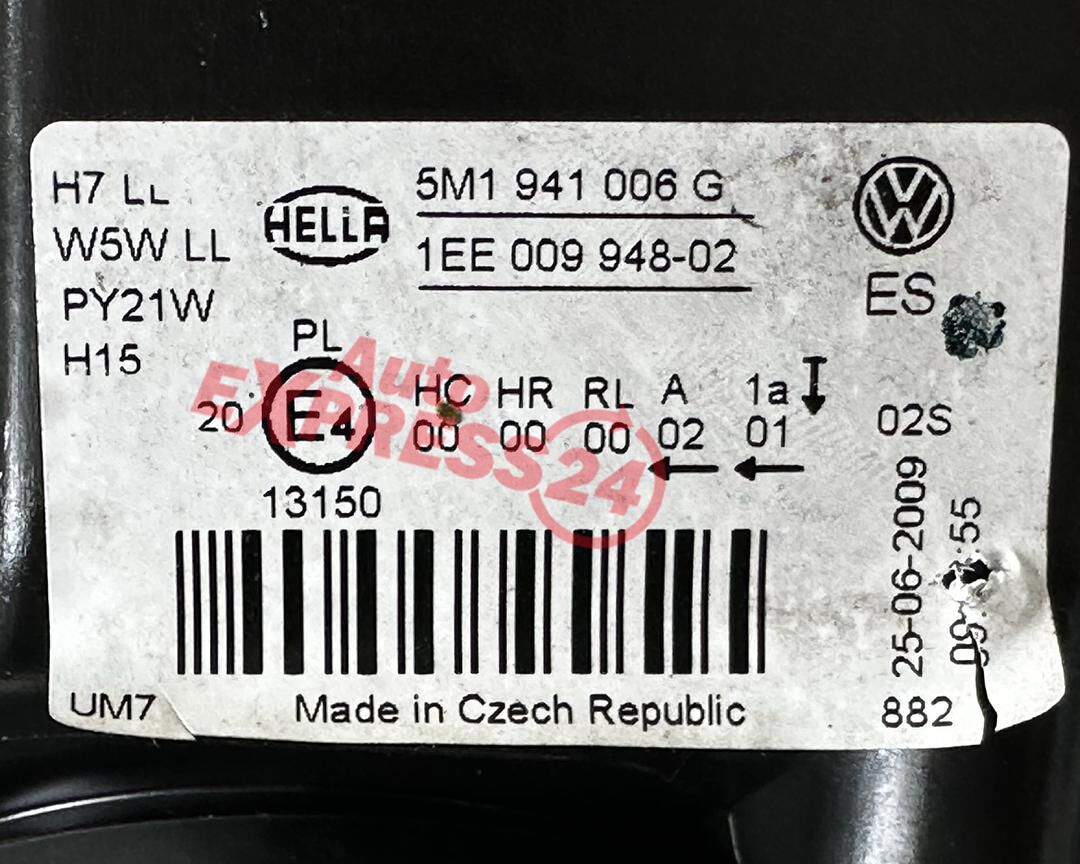 H7 LL
W5W LL
PY21W
H15
HELLA
5M1 941 006 G
1EE 009 948-02
ES
PL
20
E4
HC HR RL A 1a
00 00 00 02 01
13150
02S
25-06-2009
Auto
EXPRESS24
UM7
Made in Czech Republic
882